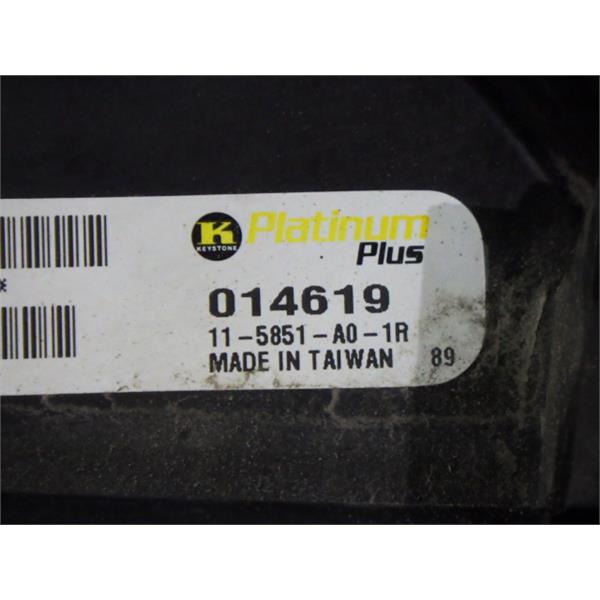 K
KEYSTONE
Platinum
Plus
014619
11-5851-A0-1R
MADE IN TAIWAN 89